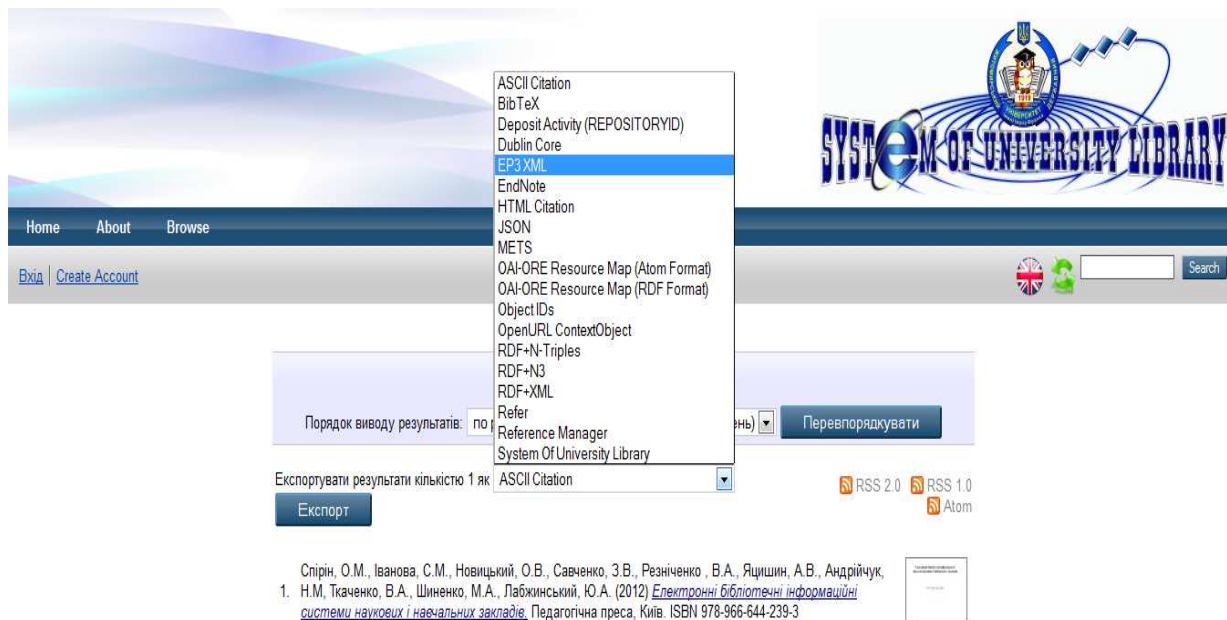 SYSTEM OF UNIVERSITY LIBRARY
Home About Browse
Вхід | Create Account
Search
ASCII Citation
BibTeX
Deposit Activity (REPOSITORYID)
Dublin Core
EP3 XML
EndNote
HTML Citation
JSON
METS
OAI-ORE Resource Map (Atom Format)
OAI-ORE Resource Map (RDF Format)
Object IDs
OpenURL ContextObject
RDF+N-Triples
RDF+N3
RDF+XML
Refer
Reference Manager
System Of University Library
Порядок виводу результатів: Перевпорядкувати
Експортувати результати кількістю 1 як ASCII Citation
RSS 2.0 RSS 1.0
Експорт Atom
Спірін, О.М., Іванова, С.М., Новицький, О.В., Савченко, З.В., Резніченко , В.А., Яцишин, А.В., Андрійчук,
1. Н.М, Ткаченко, В.А., Шиненко, М.А., Лабжинський, Ю.А. (2012) Електронні бібліотечні інформаційні
системи наукових і навчальних закладів. Педагогічна преса, Київ. ISBN 978-966-644-239-3